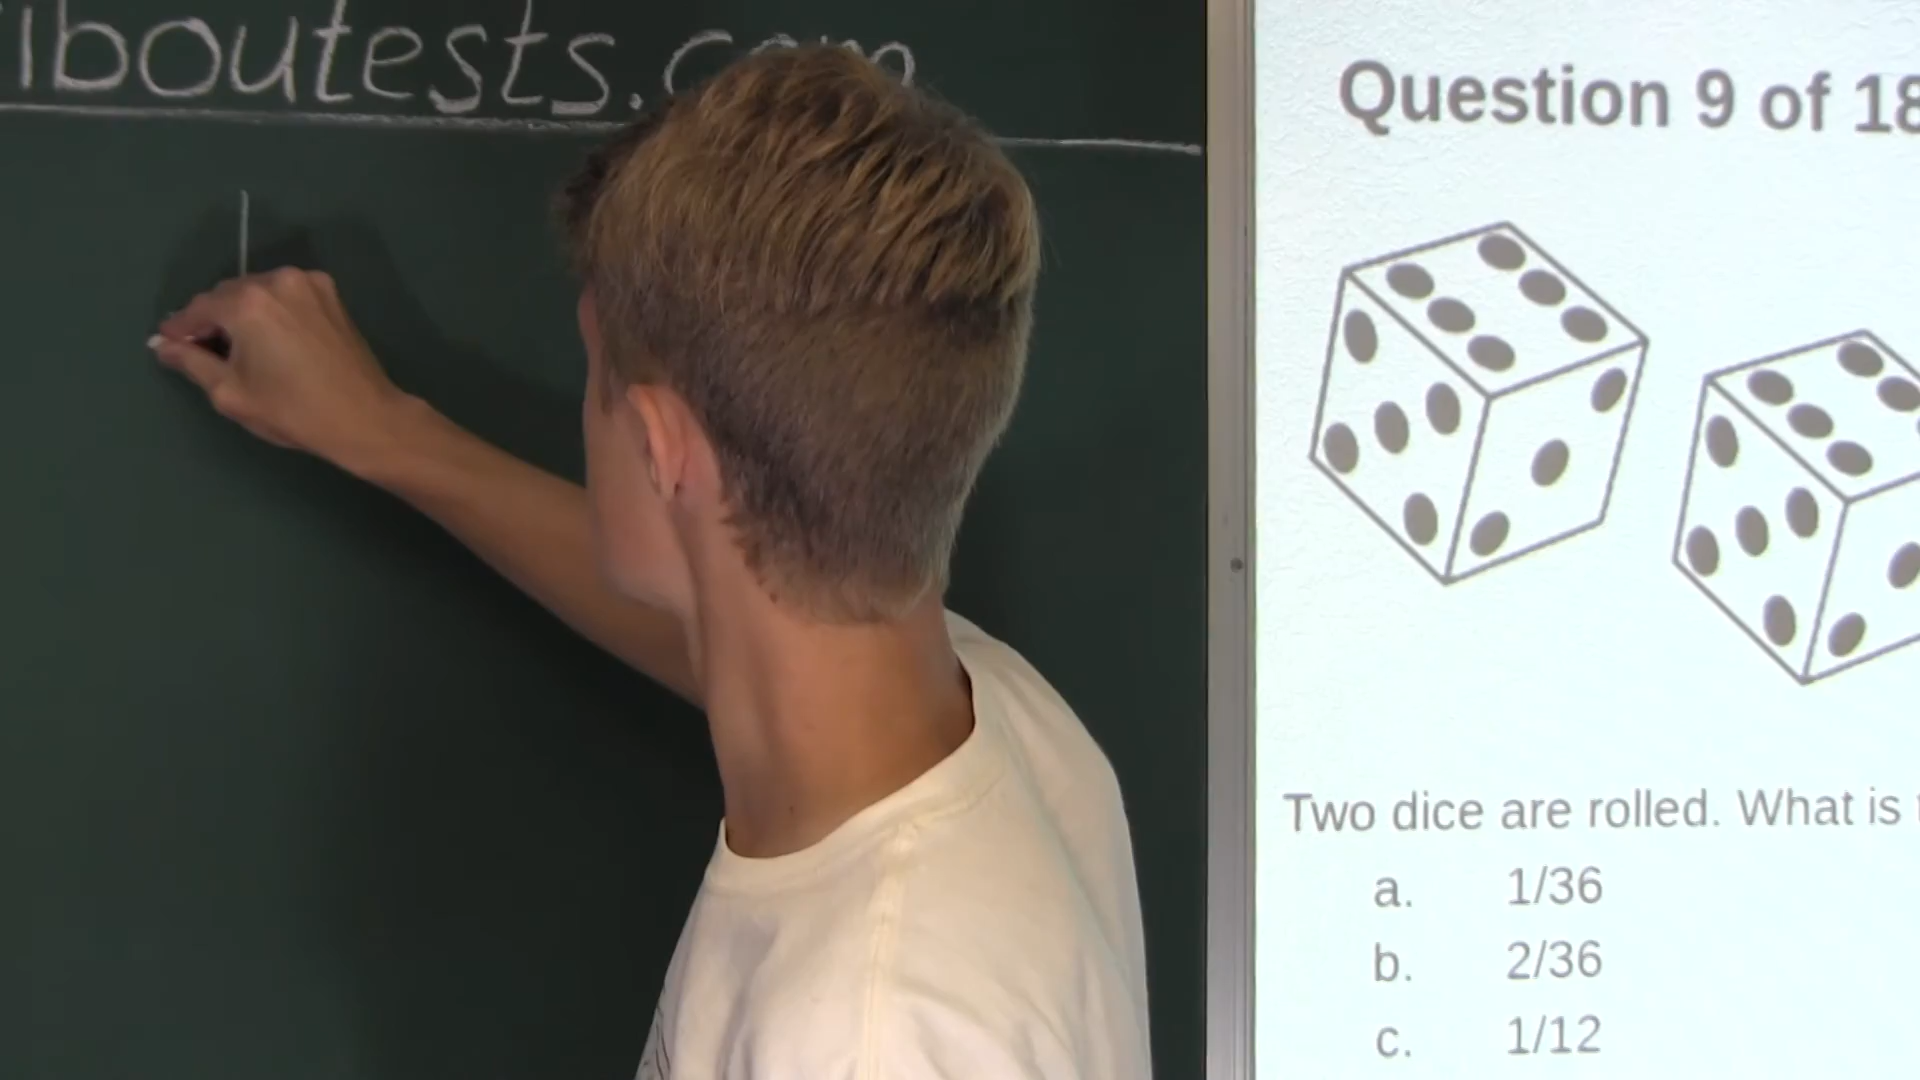 iboutests.com
Question 9 of 18
Two dice are rolled. What is
a. 1/36
b. 2/36
c. 1/12